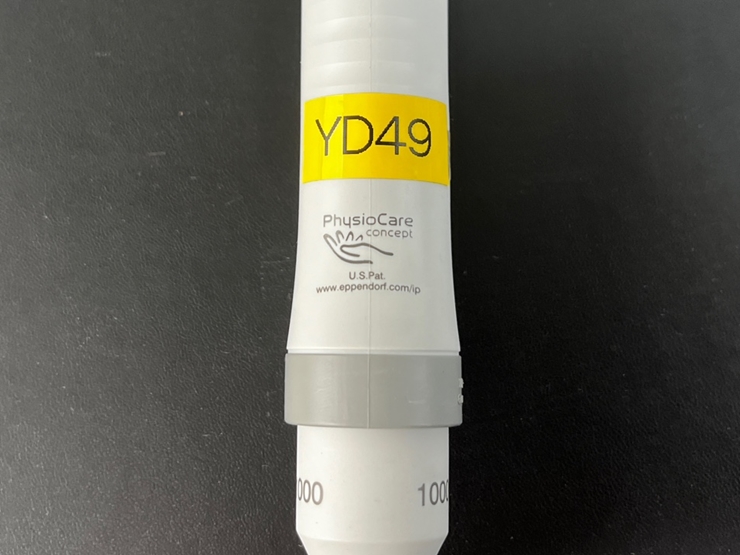 YD49
PhysioCare
concept
U.S.Pat.
www.eppendorf.com/ip
000 100